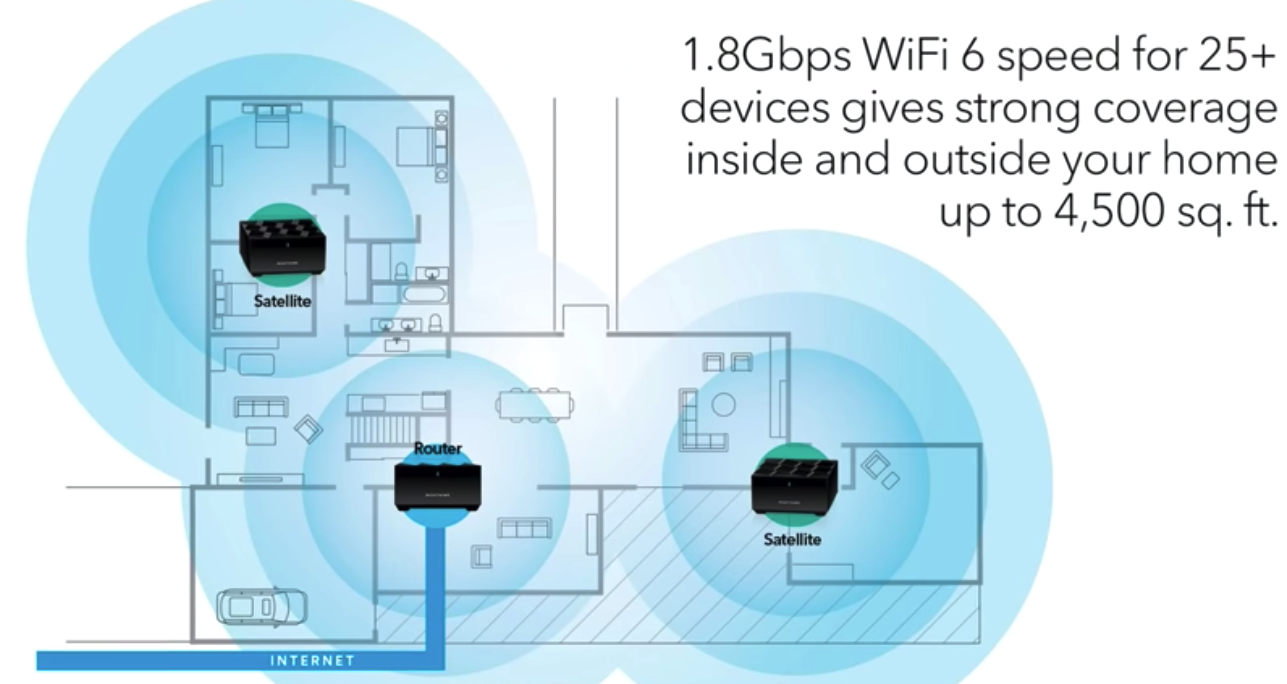 1.8Gbps WiFi 6 speed for 25+
devices gives strong coverage
inside and outside your home
up to 4,500 sq. ft.
Satellite
Router
Satellite
INTERNET